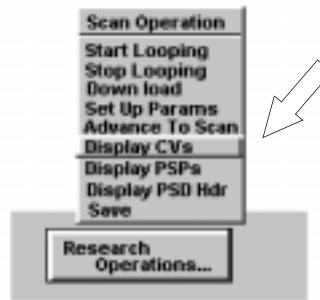 Scan Operation
Start Looping
Stop Looping
Down load
Set Up Params
Advance To Scan
Display CVs
Display PSPs
Display PSD Hdr
Save
Research
Operations...